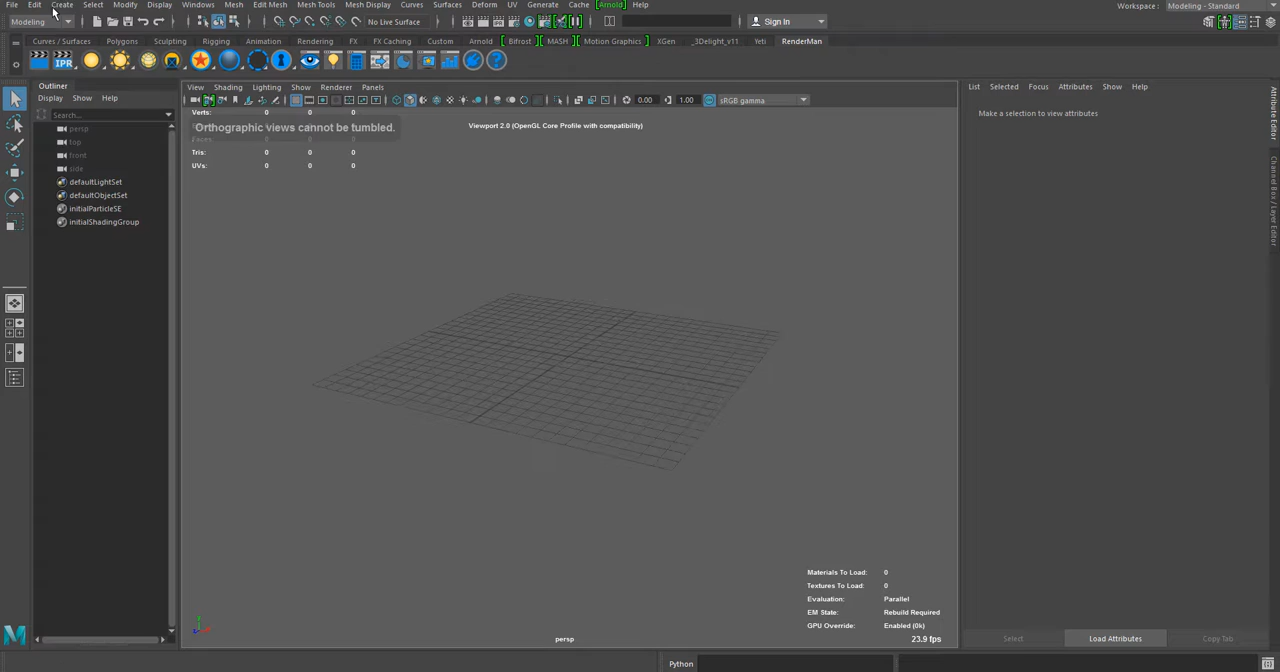 File Edit Create Select Modify Display Windows Mesh Edit Mesh Mesh Tools Mesh Display Curves Surfaces Deform UV Generate Cache [Arnold] Help Workspace : Modeling - Standard
Modeling No Live Surface Sign In
Curves / Surfaces Polygons Sculpting Rigging Animation Rendering FX FX Caching Custom Arnold Bifrost MASH Motion Graphics XGen _3Delight_v11 Yeti RenderMan
IPR
Outliner
Display Show Help
Search...
persp
top
front
side
defaultLightSet
defaultObjectSet
initialParticleSE
initialShadingGroup
View Shading Lighting Show Renderer Panels
0.00 1.00 sRGB gamma
Verts: 0 0 0
Orthographic views cannot be tumbled.
Viewport 2.0 (OpenGL Core Profile with compatibility)
Tris: 0 0 0
UVs: 0 0 0
Materials To Load: 0
Textures To Load: 0
Evaluation: Parallel
EM State: Rebuild Required
GPU Override: Enabled (0k)
persp
23.9 fps
List Selected Focus Attributes Show Help
Make a selection to view attributes
Attribute Editor
Channel Box / Layer Editor
Select Load Attributes Copy Tab
Python